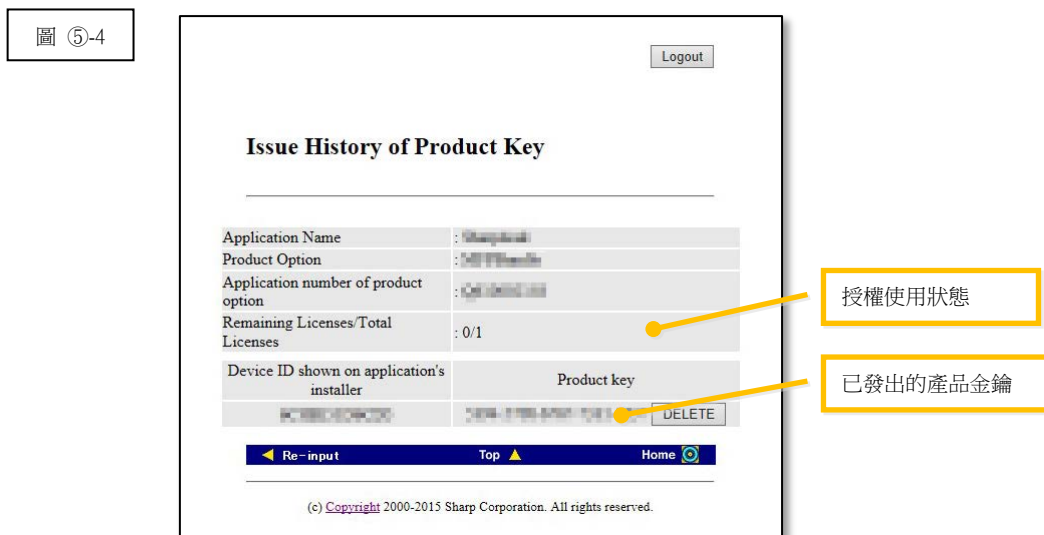 圖 ⑤-4
Logout
Issue History of Product Key
Application Name :
Product Option :
Application number of product
option :
Remaining Licenses/Total
Licenses : 0/1
授權使用狀態
Device ID shown on application's
installer
Product key
已發出的產品金鑰
DELETE
Re-input Top Home
(c) Copyright 2000-2015 Sharp Corporation. All rights reserved.